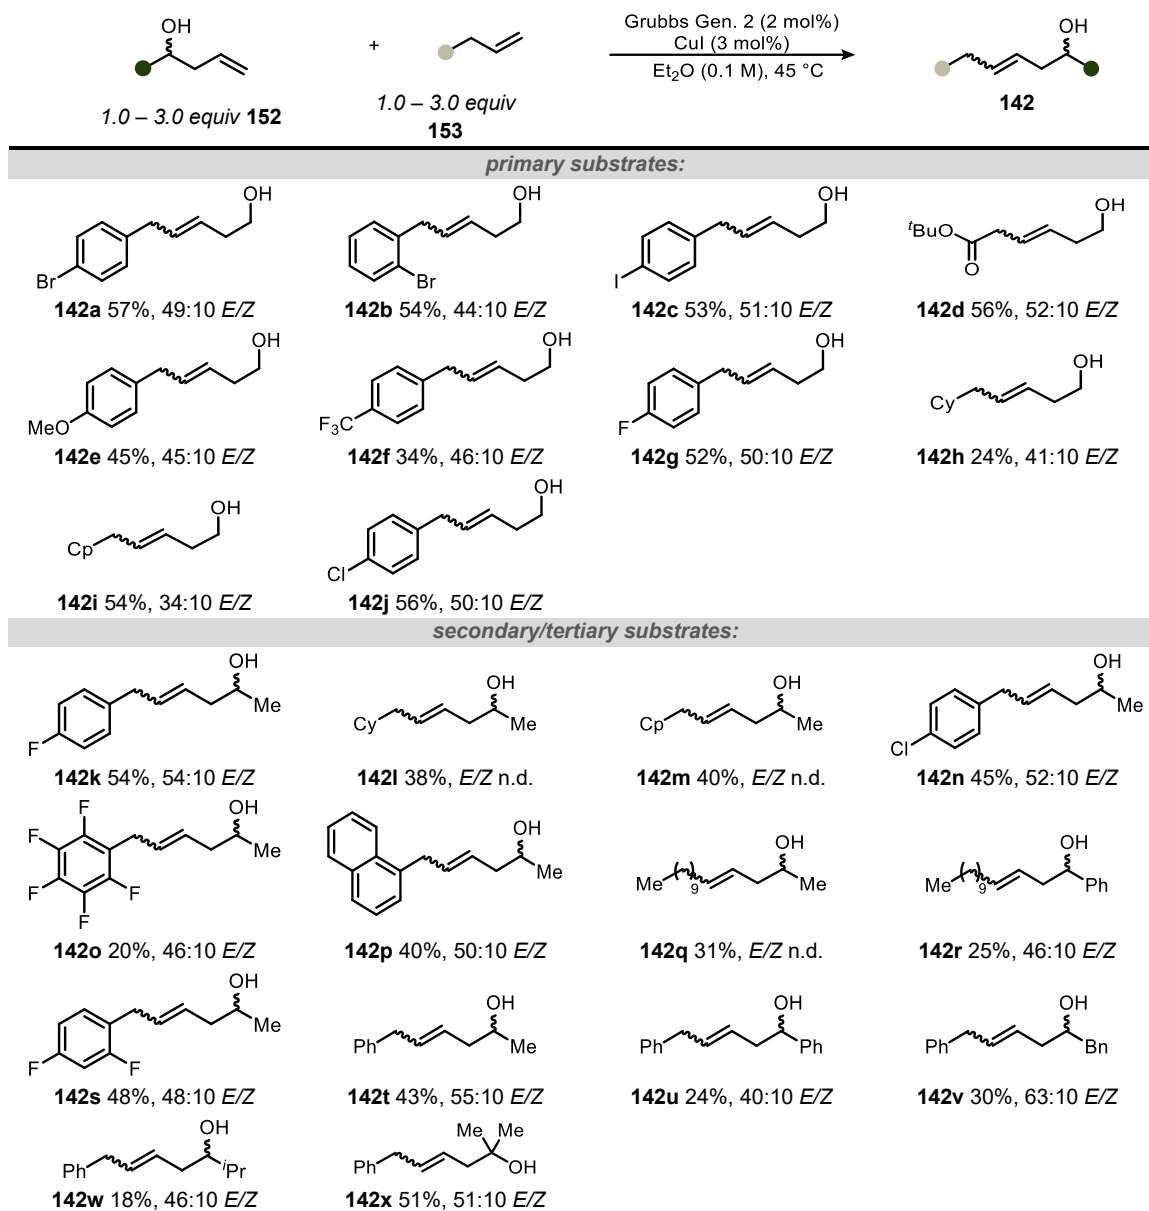 OH
+
Grubbs Gen. 2 (2 mol%)
CuI (3 mol%)
Et2O (0.1 M), 45 °C
OH
1.0 – 3.0 equiv 152
1.0 – 3.0 equiv
153
142
primary substrates:
OH OH OH OH
tBuO
O
Br Br I
142a 57%, 49:10 E/Z
142b 54%, 44:10 E/Z
142c 53%, 51:10 E/Z
142d 56%, 52:10 E/Z
OH OH OH OH
MeO F3C F Cy
142e 45%, 45:10 E/Z
142f 34%, 46:10 E/Z
142g 52%, 50:10 E/Z
142h 24%, 41:10 E/Z
OH OH
Cp Cl
142i 54%, 34:10 E/Z
142j 56%, 50:10 E/Z
secondary/tertiary substrates:
OH OH OH OH
Me Me Me Me
F Cy Cp Cl
142k 54%, 54:10 E/Z
142l 38%, E/Z n.d.
142m 40%, E/Z n.d.
142n 45%, 52:10 E/Z
F OH OH OH OH
F Me Me Me 9 Me Me 9 Ph
F F F
142o 20%, 46:10 E/Z
142p 40%, 50:10 E/Z
142q 31%, E/Z n.d.
142r 25%, 46:10 E/Z
OH OH OH OH
Me Ph Me Ph Ph Ph Bn
F F
142s 48%, 48:10 E/Z
142t 43%, 55:10 E/Z
142u 24%, 40:10 E/Z
142v 30%, 63:10 E/Z
OH Me Me
Ph iPr Ph OH
142w 18%, 46:10 E/Z
142x 51%, 51:10 E/Z